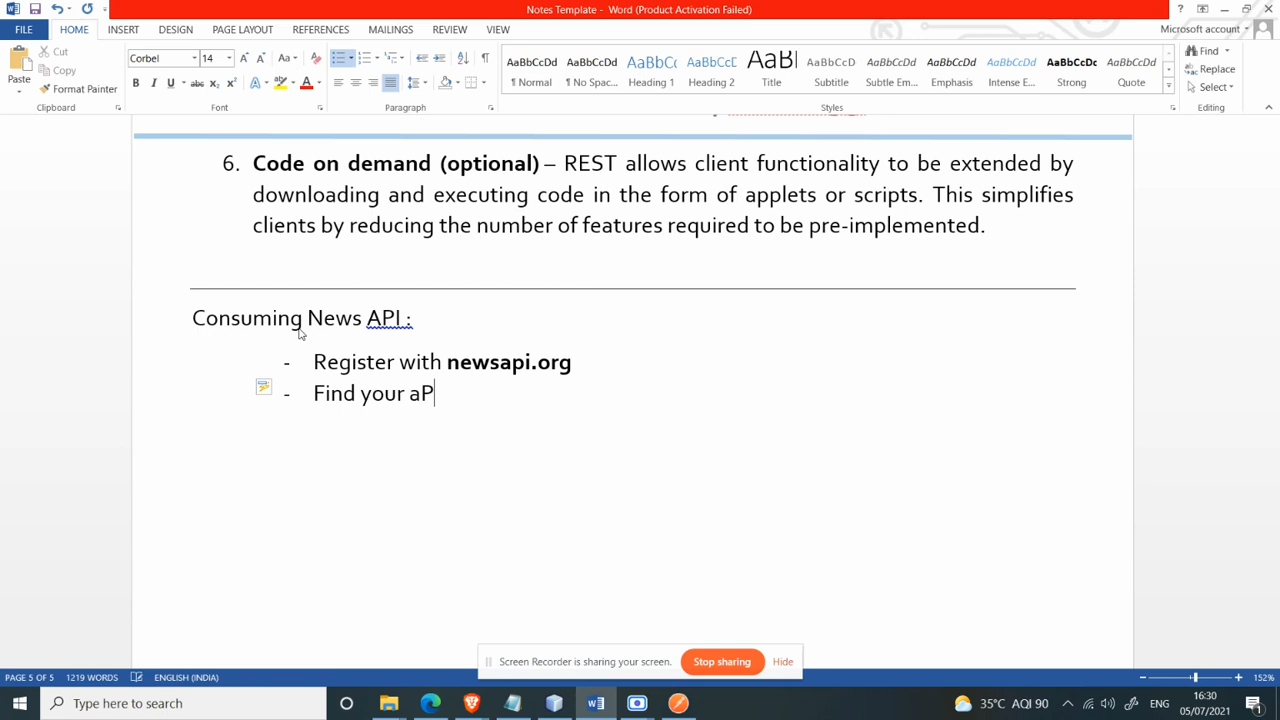 Notes Template - Word (Product Activation Failed)
FILE HOME INSERT DESIGN PAGE LAYOUT REFERENCES MAILINGS REVIEW VIEW Microsoft account
Paste Cut Copy Format Painter
Clipboard
Corbel 14 Aa
B I U abc X₂ X² A A
Font
Paragraph
AaBbCcDd AaBbCcDd AaBbCc AaBbCcD AaBl AaBbCcD AaBbCcDd AaBbCcDd AaBbCcDd AaBbCcDc AaBbCcDd
¶ Normal ¶ No Spac... Heading 1 Heading 2 Title Subtitle Subtle Em... Emphasis Intense E... Strong Quote
Styles
Find Replace Select
Editing
6. Code on demand (optional) – REST allows client functionality to be extended by
downloading and executing code in the form of applets or scripts. This simplifies
clients by reducing the number of features required to be pre-implemented.
Consuming News API :
- Register with newsapi.org
- Find your aP
Screen Recorder is sharing your screen. Stop sharing Hide
PAGE 5 OF 5 1219 WORDS ENGLISH (INDIA) 152%
Type here to search
35°C AQI 90 ENG 16:30 05/07/2021 1